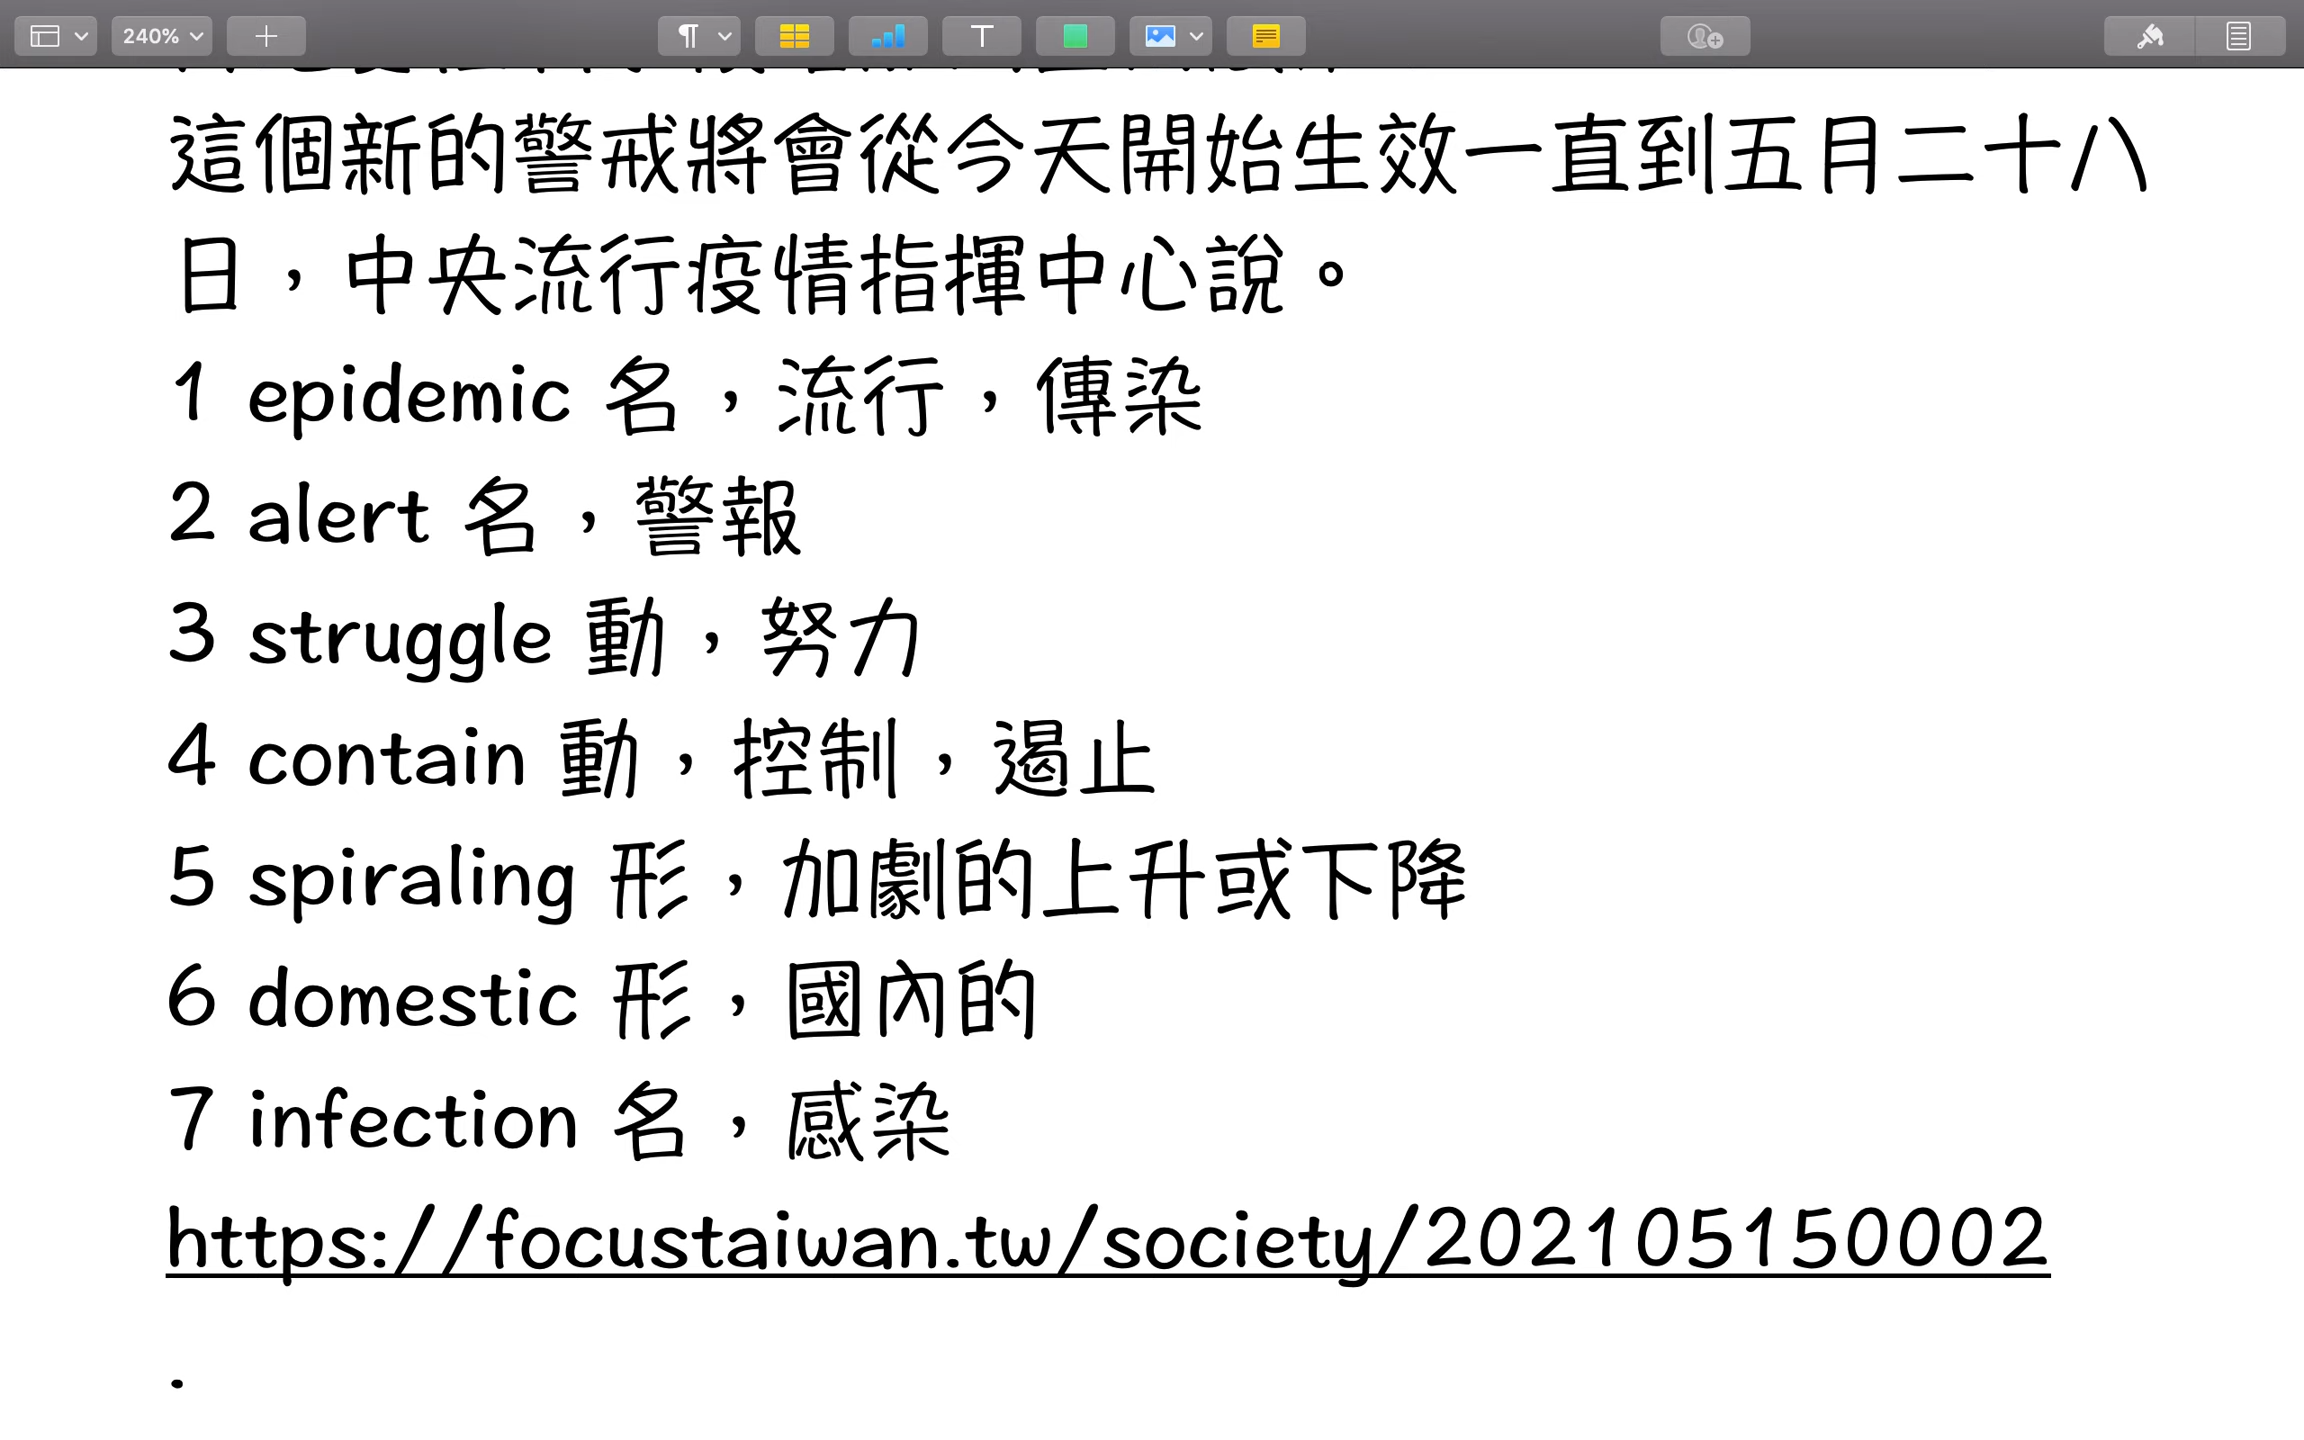 240%
這個新的警戒將會從今天開始生效一直到五月二十八
日，中央流行疫情指揮中心說。
1 epidemic 名，流行，傳染
2 alert 名，警報
3 struggle 動，努力
4 contain 動，控制，遏止
5 spiraling 形，加劇的上升或下降
6 domestic 形，國內的
7 infection 名，感染
https://focustaiwan.tw/society/202105150002
.